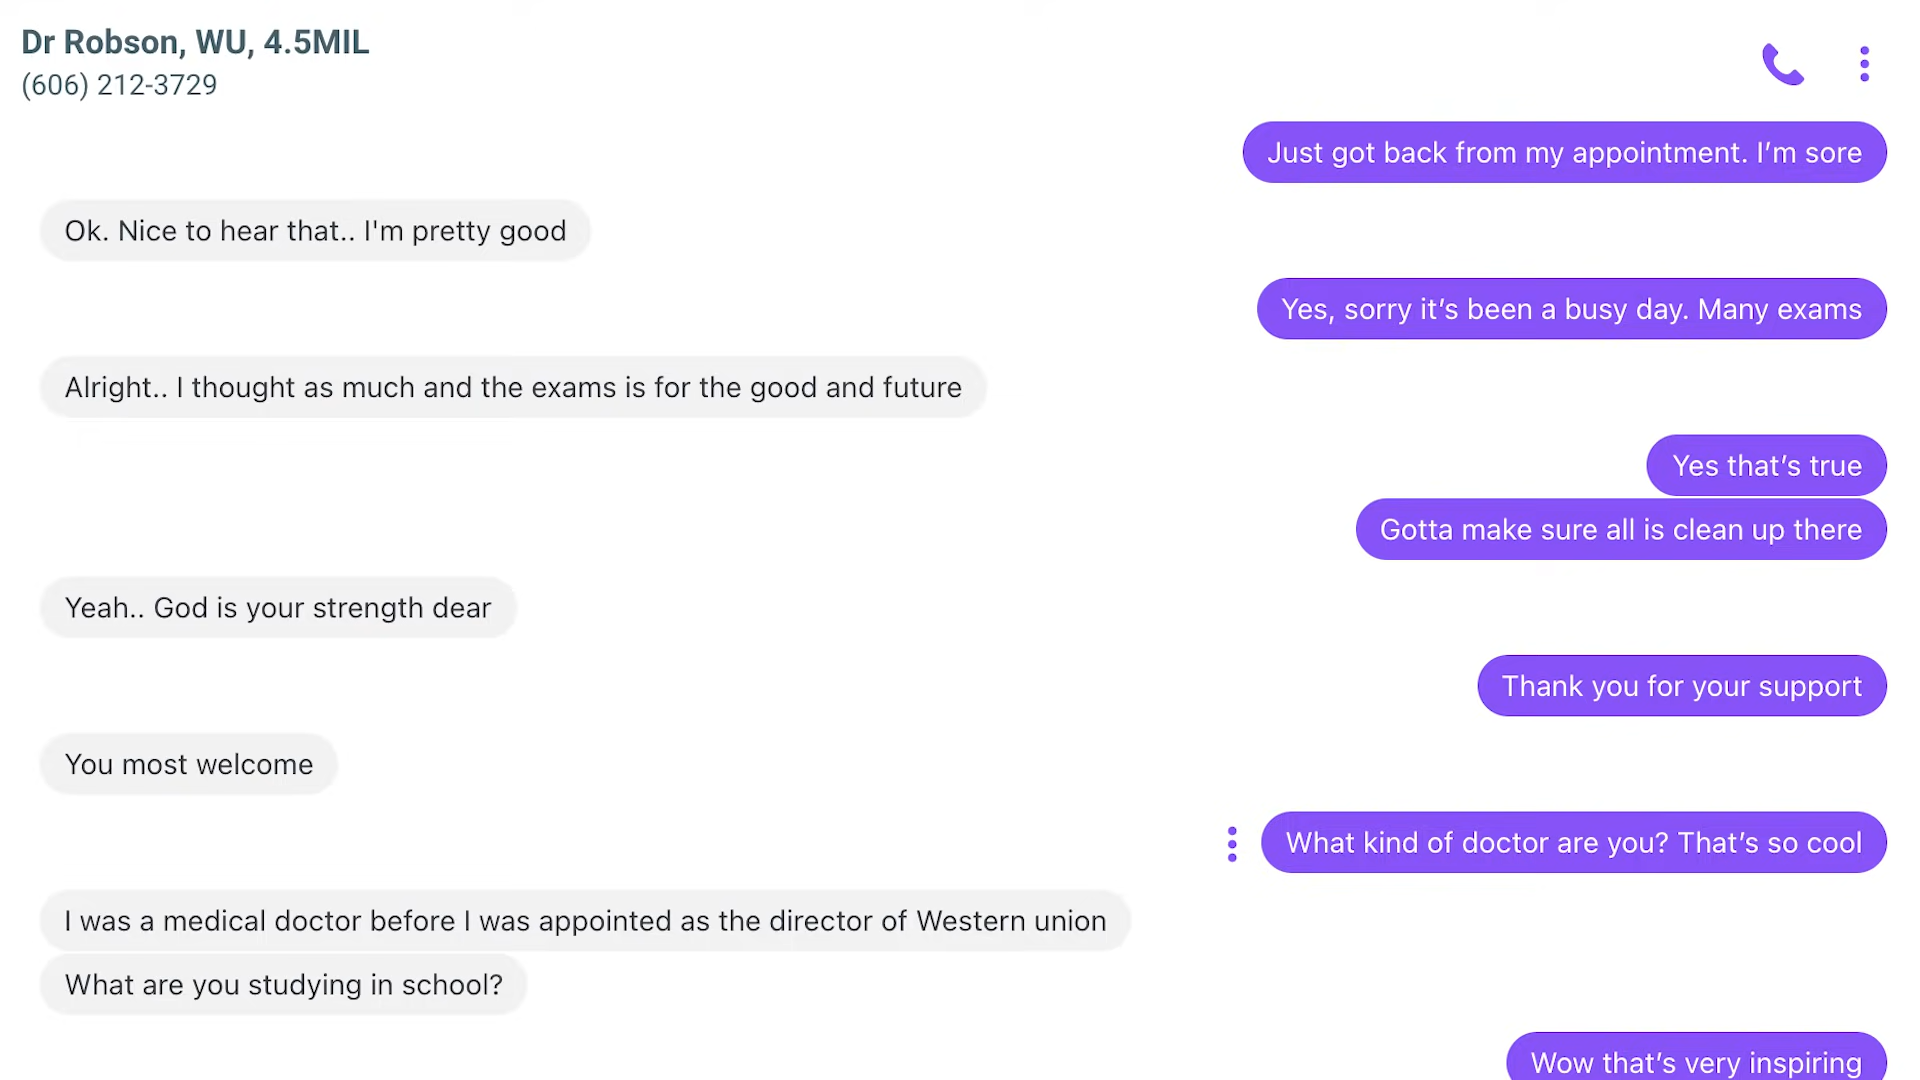 Dr Robson, WU, 4.5MIL
(606) 212-3729
Just got back from my appointment. I’m sore
Ok. Nice to hear that.. I'm pretty good
Yes, sorry it’s been a busy day. Many exams
Alright.. I thought as much and the exams is for the good and future
Yes that’s true
Gotta make sure all is clean up there
Yeah.. God is your strength dear
Thank you for your support
You most welcome
What kind of doctor are you? That’s so cool
I was a medical doctor before I was appointed as the director of Western union
What are you studying in school?
Wow that’s very inspiring